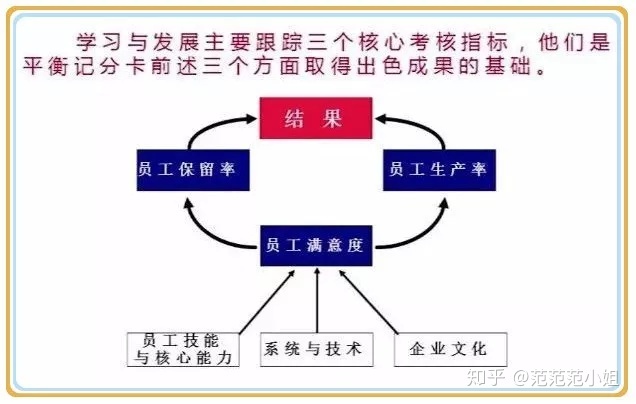 学习与发展主要跟踪三个核心考核指标，他们是
平衡记分卡前述三个方面取得出色成果的基础。
结 果
员工保留率
员工生产率
员工满意度
员工技能
与核心能力
系统与技术
企业文化
知乎 @范范范小姐